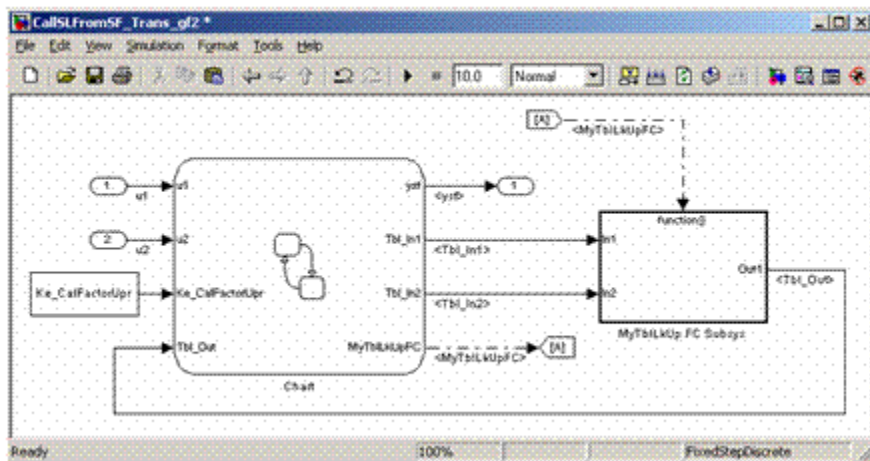 CallSLFromSF_Trans_gf2 *
File Edit View Simulation Format Tools Help
10.0 Normal
[A]
<MyTblLkUpFC>
1
u1
u1
yst
<yst>
1
function()
2
u2
u2
Tbl_In1
<Tbl_In1>
In1
Out1
<Tbl_Out>
Ke_CalFactorUpr
Ke_CalFactorUpr
Tbl_In2
<Tbl_In2>
In2
MyTblLkUp FC Subsys
Tbl_Out
MyTblLkUpFC
<MyTblLkUpFC>
[A]
Chart
Ready 100% FixedStepDiscrete